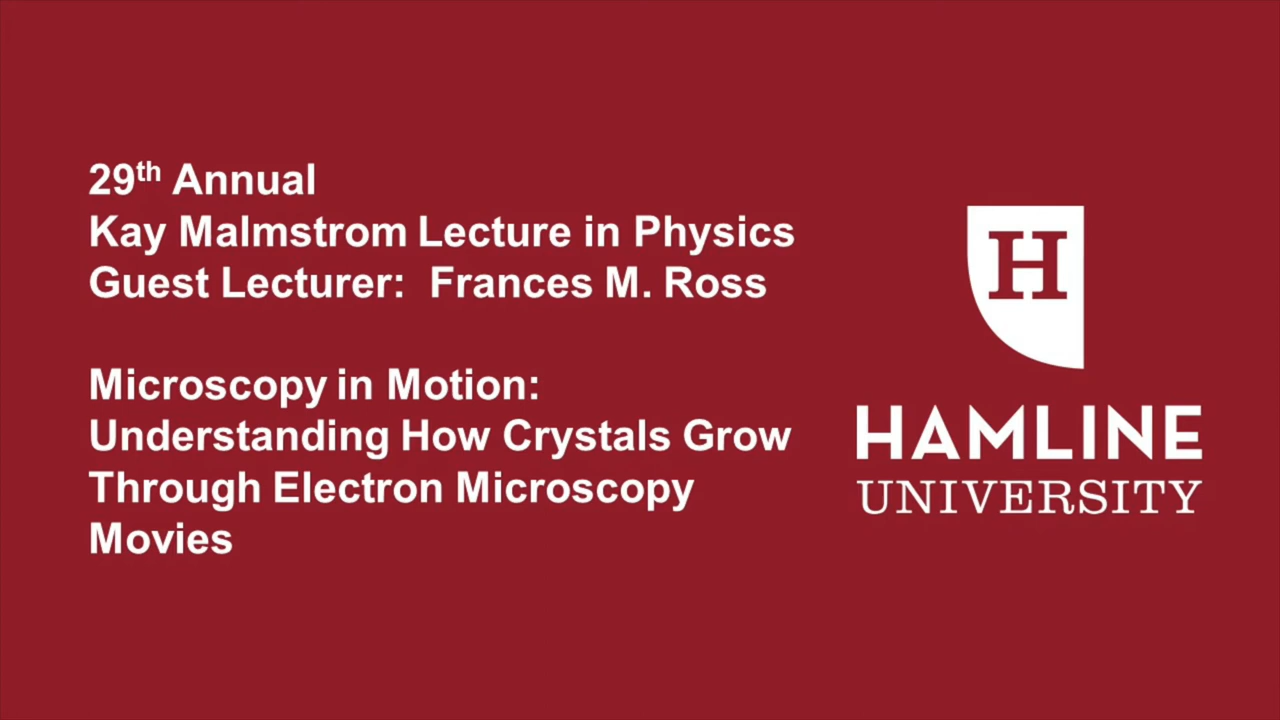 29th Annual
Kay Malmstrom Lecture in Physics
Guest Lecturer: Frances M. Ross
Microscopy in Motion:
Understanding How Crystals Grow
Through Electron Microscopy
Movies
H
HAMLINE
UNIVERSITY